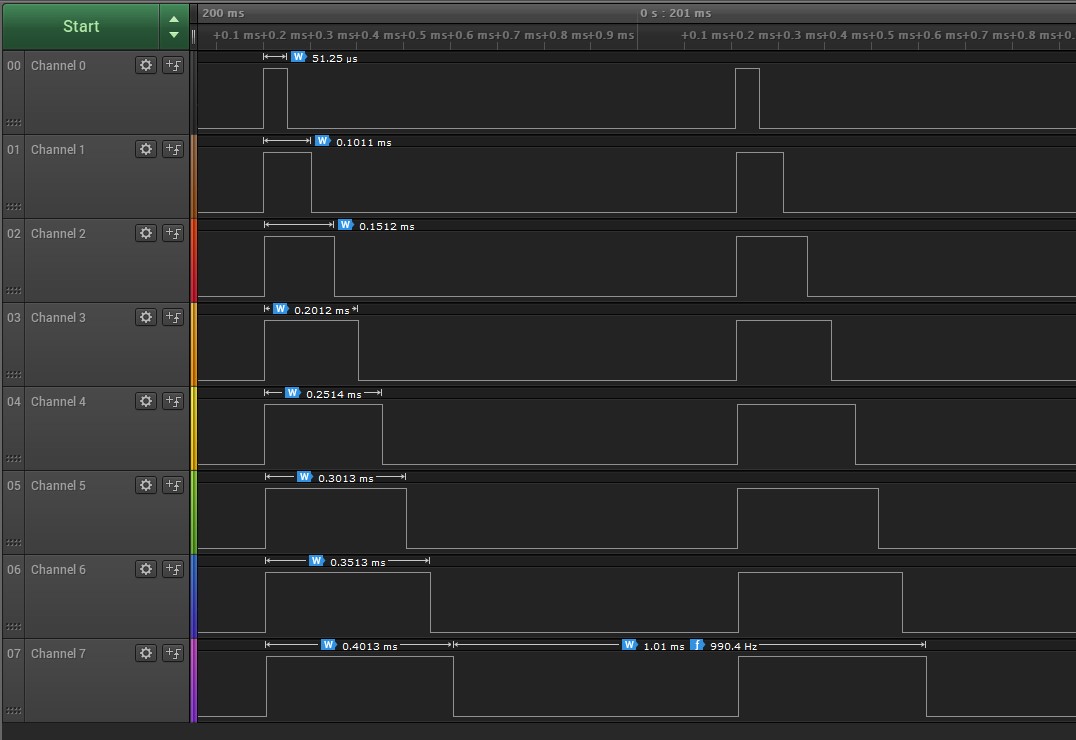 Start
200 ms
0 s : 201 ms
+0.1 ms+0.2 ms+0.3 ms+0.4 ms+0.5 ms+0.6 ms+0.7 ms+0.8 ms+0.9 ms
+0.1 ms+0.2 ms+0.3 ms+0.4 ms+0.5 ms+0.6 ms+0.7 ms+0.8 ms+0.
00 Channel 0
W 51.25 µs
01 Channel 1
W 0.1011 ms
02 Channel 2
W 0.1512 ms
03 Channel 3
W 0.2012 ms
04 Channel 4
W 0.2514 ms
05 Channel 5
W 0.3013 ms
06 Channel 6
W 0.3513 ms
07 Channel 7
W 0.4013 ms W 1.01 ms f 990.4 Hz